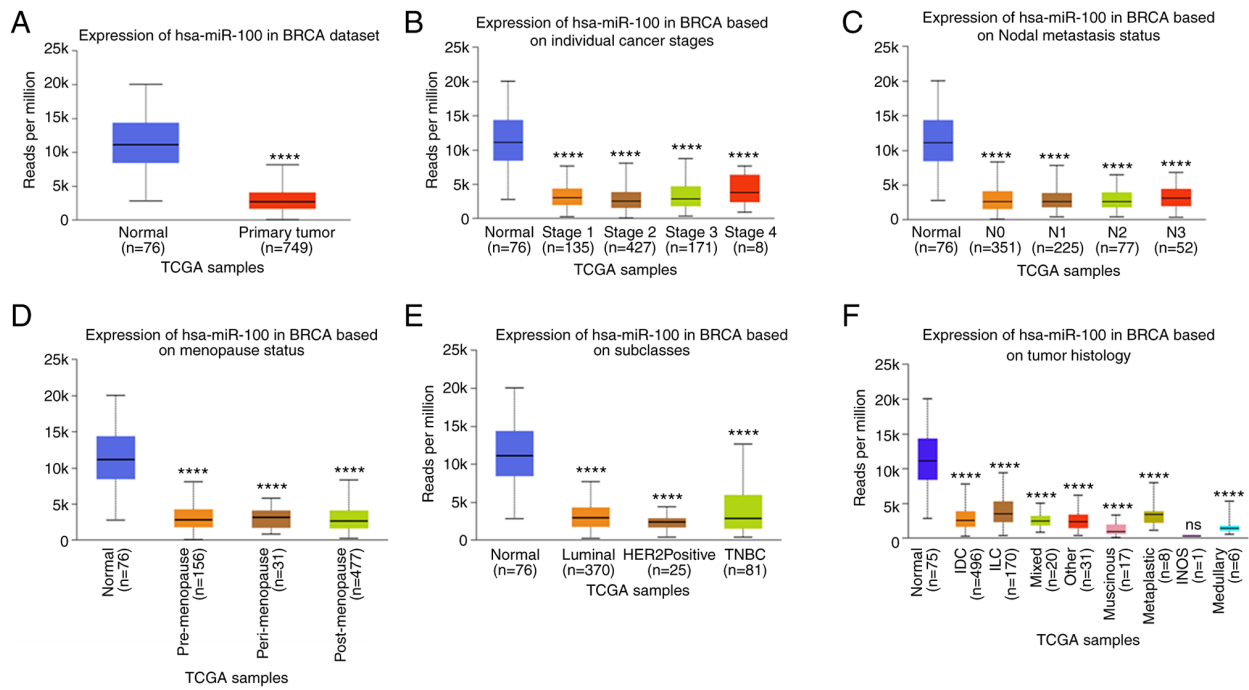 A
Expression of hsa-miR-100 in BRCA dataset
25k
20k
15k
10k
5k
0
Reads per million
****
Normal
(n=76)
Primary tumor
(n=749)
TCGA samples
B
Expression of hsa-miR-100 in BRCA based
on individual cancer stages
25k
20k
15k
10k
5k
0
Reads per million
**** **** **** ****
Normal Stage 1 Stage 2 Stage 3 Stage 4
(n=76) (n=135) (n=427) (n=171) (n=8)
TCGA samples
C
Expression of hsa-miR-100 in BRCA based
on Nodal metastasis status
25k
20k
15k
10k
5k
0
Reads per million
**** **** **** ****
Normal N0 N1 N2 N3
(n=76) (n=351) (n=225) (n=77) (n=52)
TCGA samples
D
Expression of hsa-miR-100 in BRCA based
on menopause status
25k
20k
15k
10k
5k
0
Reads per million
**** **** ****
Normal
(n=76)
Pre-menopause
(n=156)
Peri-menopause
(n=31)
Post-menopause
(n=477)
TCGA samples
E
Expression of hsa-miR-100 in BRCA based
on subclasses
25k
20k
15k
10k
5k
0
Reads per million
**** **** ****
Normal Luminal HER2Positive TNBC
(n=76) (n=370) (n=25) (n=81)
TCGA samples
F
Expression of hsa-miR-100 in BRCA based
on tumor histology
25k
20k
15k
10k
5k
0
Reads per million
**** **** **** **** **** **** ns ****
Normal
(n=75)
IDC
(n=496)
ILC
(n=170)
Mixed
(n=20)
Other
(n=31)
Muscinous
(n=17)
Metaplastic
(n=8)
INOS
(n=1)
Medullary
(n=6)
TCGA samples